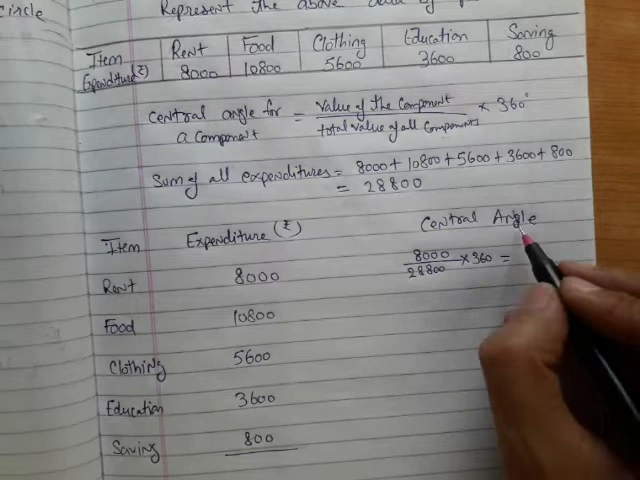 circle
Represent the above data
Item Rent Food Clothing Education Saving
Expenditure(₹) 8000 10800 5600 3600 800
Central angle for a component = Value of the component / total value of all components × 360°
Sum of all expenditures = 8000 + 10800 + 5600 + 3600 + 800
= 28800
Item Expenditure (₹) Central Angle
Rent 8000 8000/28800 × 360 =
Food 10800
Clothing 5600
Education 3600
Saving 800